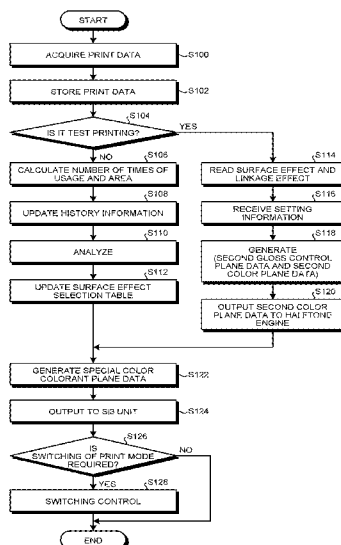 START
ACQUIRE PRINT DATA
S100
STORE PRINT DATA
S102
S104
IS IT TEST PRINTING?
YES
NO
S106
CALCULATE NUMBER OF TIMES OF
USAGE AND AREA
S108
UPDATE HISTORY INFORMATION
S110
ANALYZE
S112
UPDATE SURFACE EFFECT
SELECTION TABLE
S114
READ SURFACE EFFECT AND
LINKAGE EFFECT
S116
RECEIVE SETTING
INFORMATION
S118
GENERATE
(SECOND GLOSS CONTROL
PLANE DATA AND SECOND
COLOR PLANE DATA)
S120
OUTPUT SECOND COLOR
PLANE DATA TO HALFTONE
ENGINE
GENERATE SPECIAL COLOR
COLORANT PLANE DATA
S122
OUTPUT TO SIB UNIT
S124
S126
IS
SWITCHING OF PRINT MODE
REQUIRED?
NO
YES
S128
SWITCHING CONTROL
END